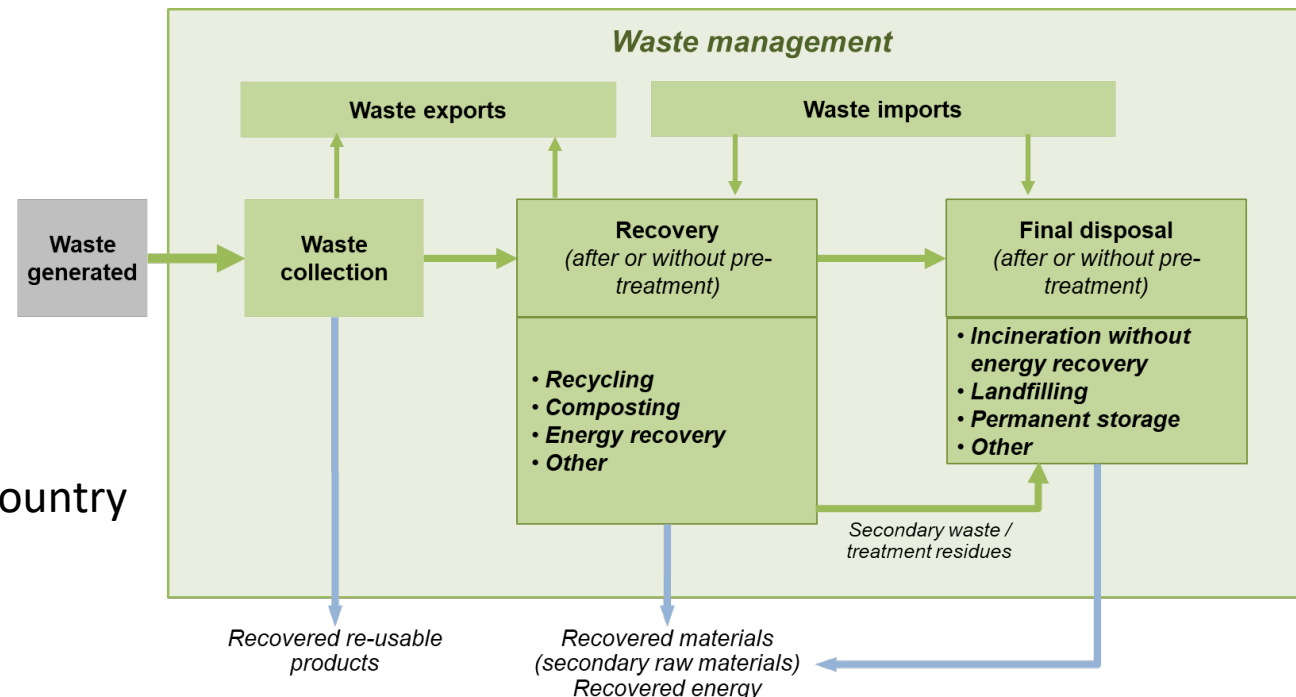 Waste management
Waste exports
Waste imports
Waste
generated
Waste
collection
Recovery
(after or without pre-
treatment)
Final disposal
(after or without pre-
treatment)
• Recycling
• Composting
• Energy recovery
• Other
• Incineration without
energy recovery
• Landfilling
• Permanent storage
• Other
ountry
Secondary waste /
treatment residues
Recovered re-usable
products
Recovered materials
(secondary raw materials)
Recovered energy